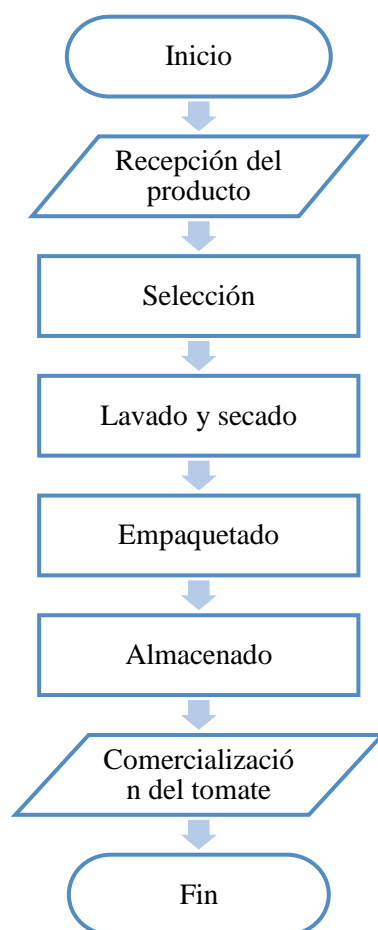 Inicio
Recepción del
producto
Selección
Lavado y secado
Empaquetado
Almacenado
Comercializació
n del tomate
Fin